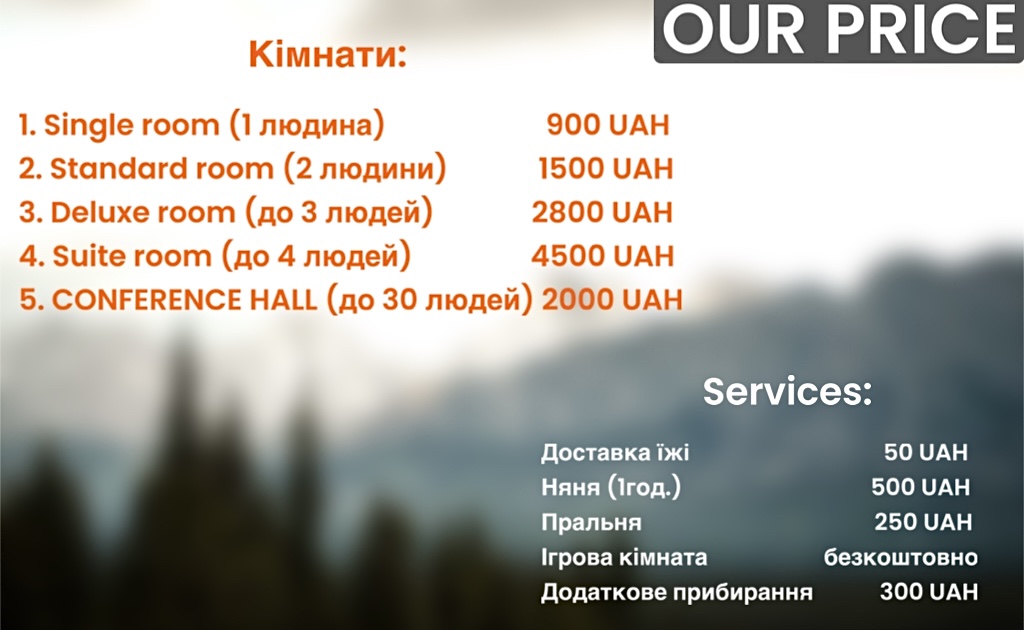 OUR PRICE
Кімнати:
1. Single room (1 людина) 900 UAH
2. Standard room (2 людини) 1500 UAH
3. Deluxe room (до 3 людей) 2800 UAH
4. Suite room (до 4 людей) 4500 UAH
5. CONFERENCE HALL (до 30 людей) 2000 UAH
Services:
Доставка їжі 50 UAH
Няня (1год.) 500 UAH
Пральня 250 UAH
Ігрова кімната безкоштовно
Додаткове прибирання 300 UAH